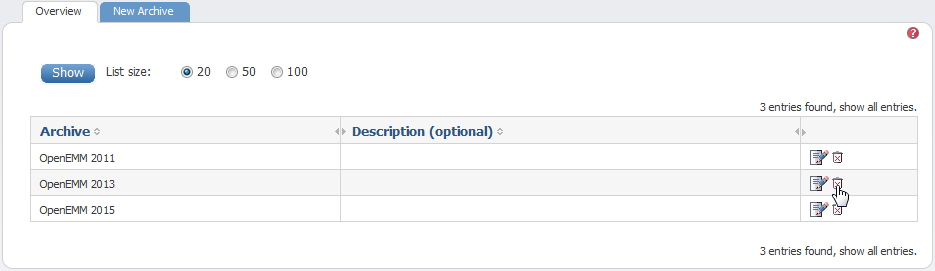 Overview New Archive
?
Show List size: 20 50 100
3 entries found, show all entries.
Archive Description (optional)
OpenEMM 2011
OpenEMM 2013
OpenEMM 2015
3 entries found, show all entries.